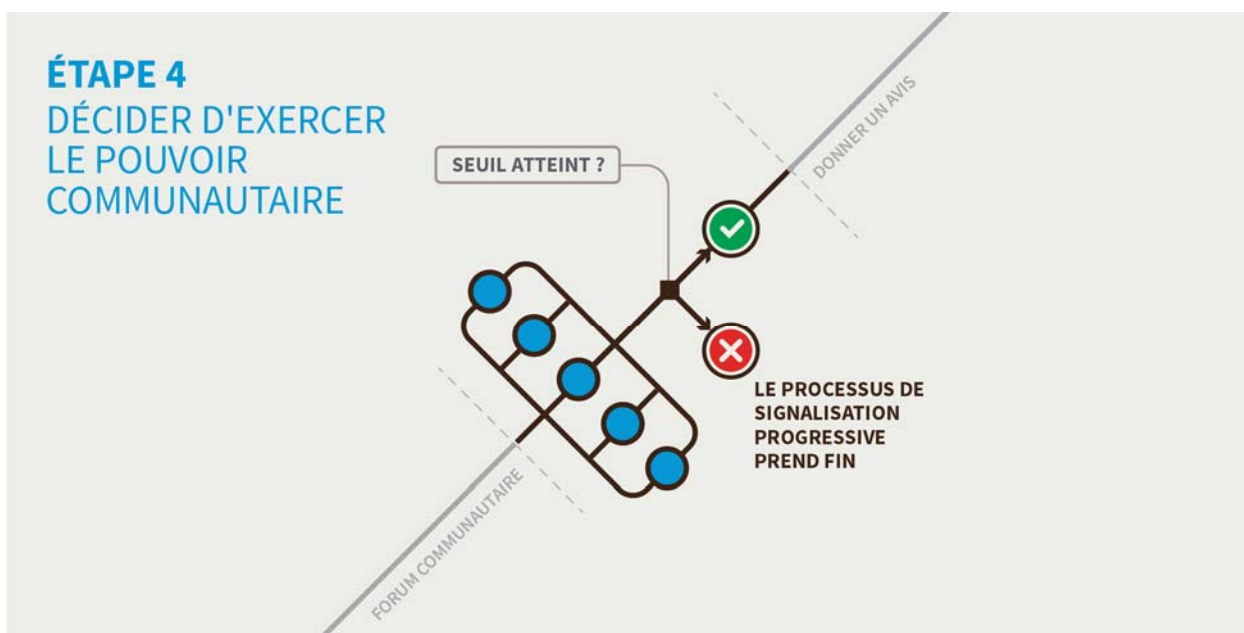 ÉTAPE 4
DÉCIDER D'EXERCER
LE POUVOIR
COMMUNAUTAIRE
SEUIL ATTEINT ?
DONNER UN AVIS
LE PROCESSUS DE
SIGNALISATION
PROGRESSIVE
PREND FIN
FORUM COMMUNAUTAIRE